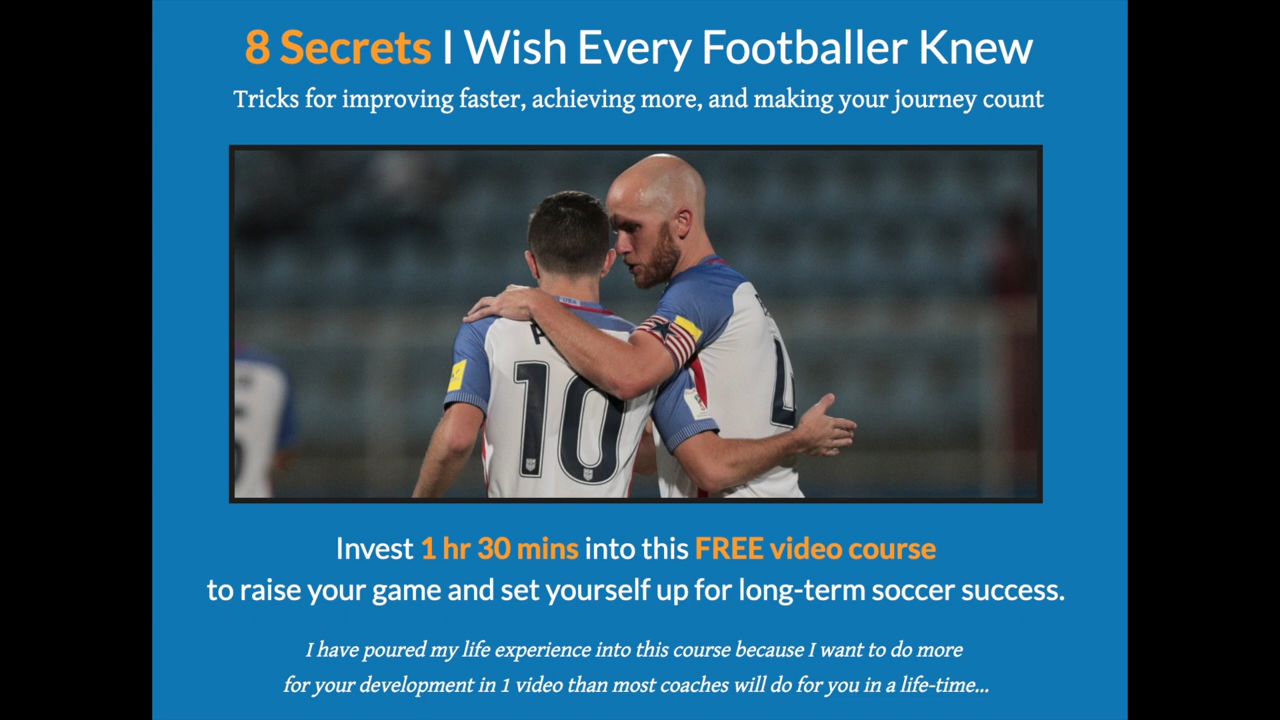 8 Secrets I Wish Every Footballer Knew
Tricks for improving faster, achieving more, and making your journey count
USA
10
4
Invest 1 hr 30 mins into this FREE video course
to raise your game and set yourself up for long-term soccer success.
I have poured my life experience into this course because I want to do more
for your development in 1 video than most coaches will do for you in a life-time...